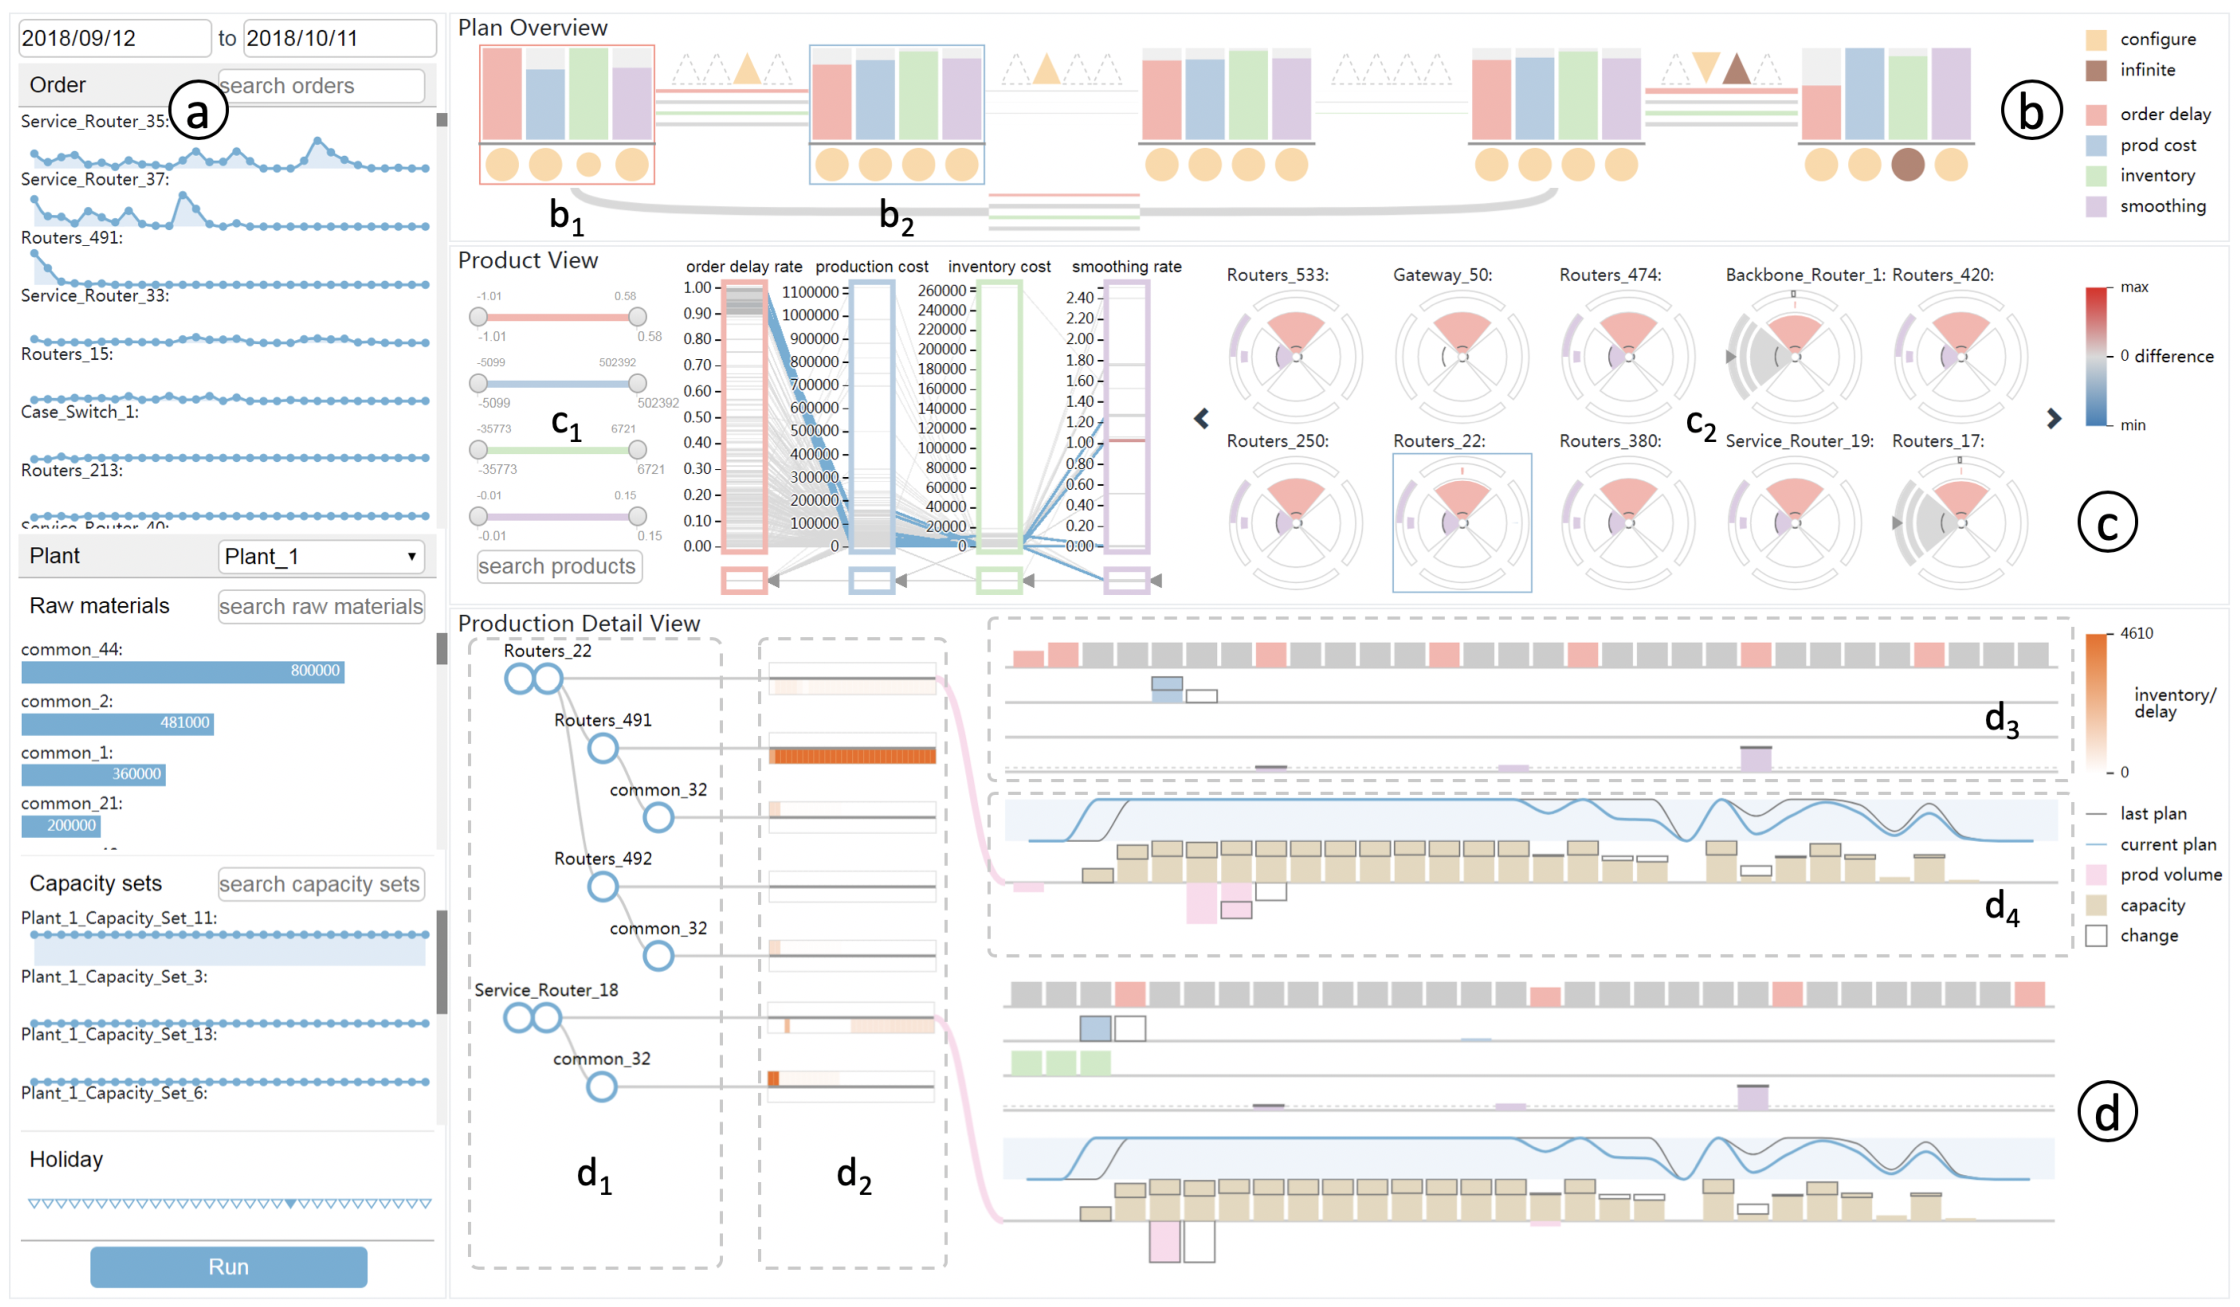 2018/09/12 to 2018/10/11
Order
search orders
a
Service_Router_35:
Service_Router_37:
Routers_491:
Service_Router_33:
Routers_15:
Case_Switch_1:
Routers_213:
Service_Router_40:
Plant
Plant_1
Raw materials
search raw materials
common_44:
800000
common_2:
481000
common_1:
360000
common_21:
200000
Capacity sets
search capacity sets
Plant_1_Capacity_Set_11:
Plant_1_Capacity_Set_3:
Plant_1_Capacity_Set_13:
Plant_1_Capacity_Set_6:
Holiday
Run
Plan Overview
b1
b2
b
configure
infinite
order delay
prod cost
inventory
smoothing
Product View
-1.01 0.58
-1.01 0.58
-5099 502392
-5099 502392
c1
-35773 6721
-35773 6721
-0.01 0.15
-0.01 0.15
search products
order delay rate
1.00
0.90
0.80
0.70
0.60
0.50
0.40
0.30
0.20
0.10
0.00
production cost
1100000
1000000
900000
800000
700000
600000
500000
400000
300000
200000
100000
0
inventory cost
260000
240000
220000
200000
180000
160000
140000
120000
100000
80000
60000
40000
20000
0
smoothing rate
2.40
2.20
2.00
1.80
1.60
1.40
1.20
1.00
0.80
0.60
0.40
0.20
0.00
Routers_533: Gateway_50: Routers_474: Backbone_Router_1: Routers_420:
c2
Routers_250: Routers_22: Routers_380: Service_Router_19: Routers_17:
max
0 difference
min
c
Production Detail View
Routers_22
Routers_491
common_32
Routers_492
common_32
Service_Router_18
common_32
d1
d2
d3
d4
4610
inventory/
delay
0
last plan
current plan
prod volume
capacity
change
d